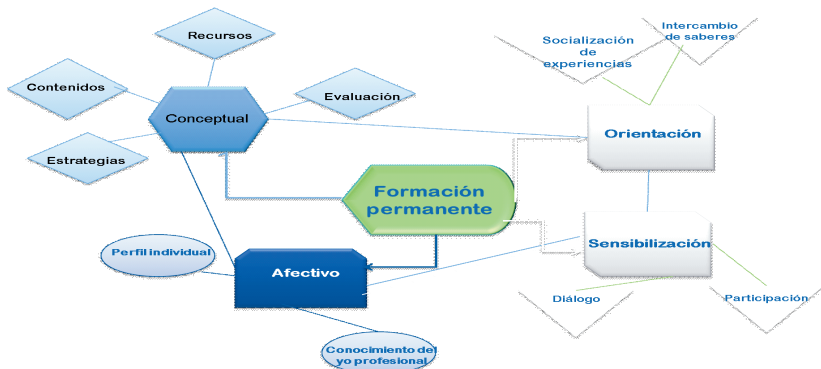 Recursos
Intercambio
de saberes
Socialización
de
experiencias
Contenidos
Evaluación
Conceptual
Orientación
Estrategias
Formación
permanente
Sensibilización
Perfil individual
Afectivo
Diálogo
Participación
Conocimiento del
yo profesional